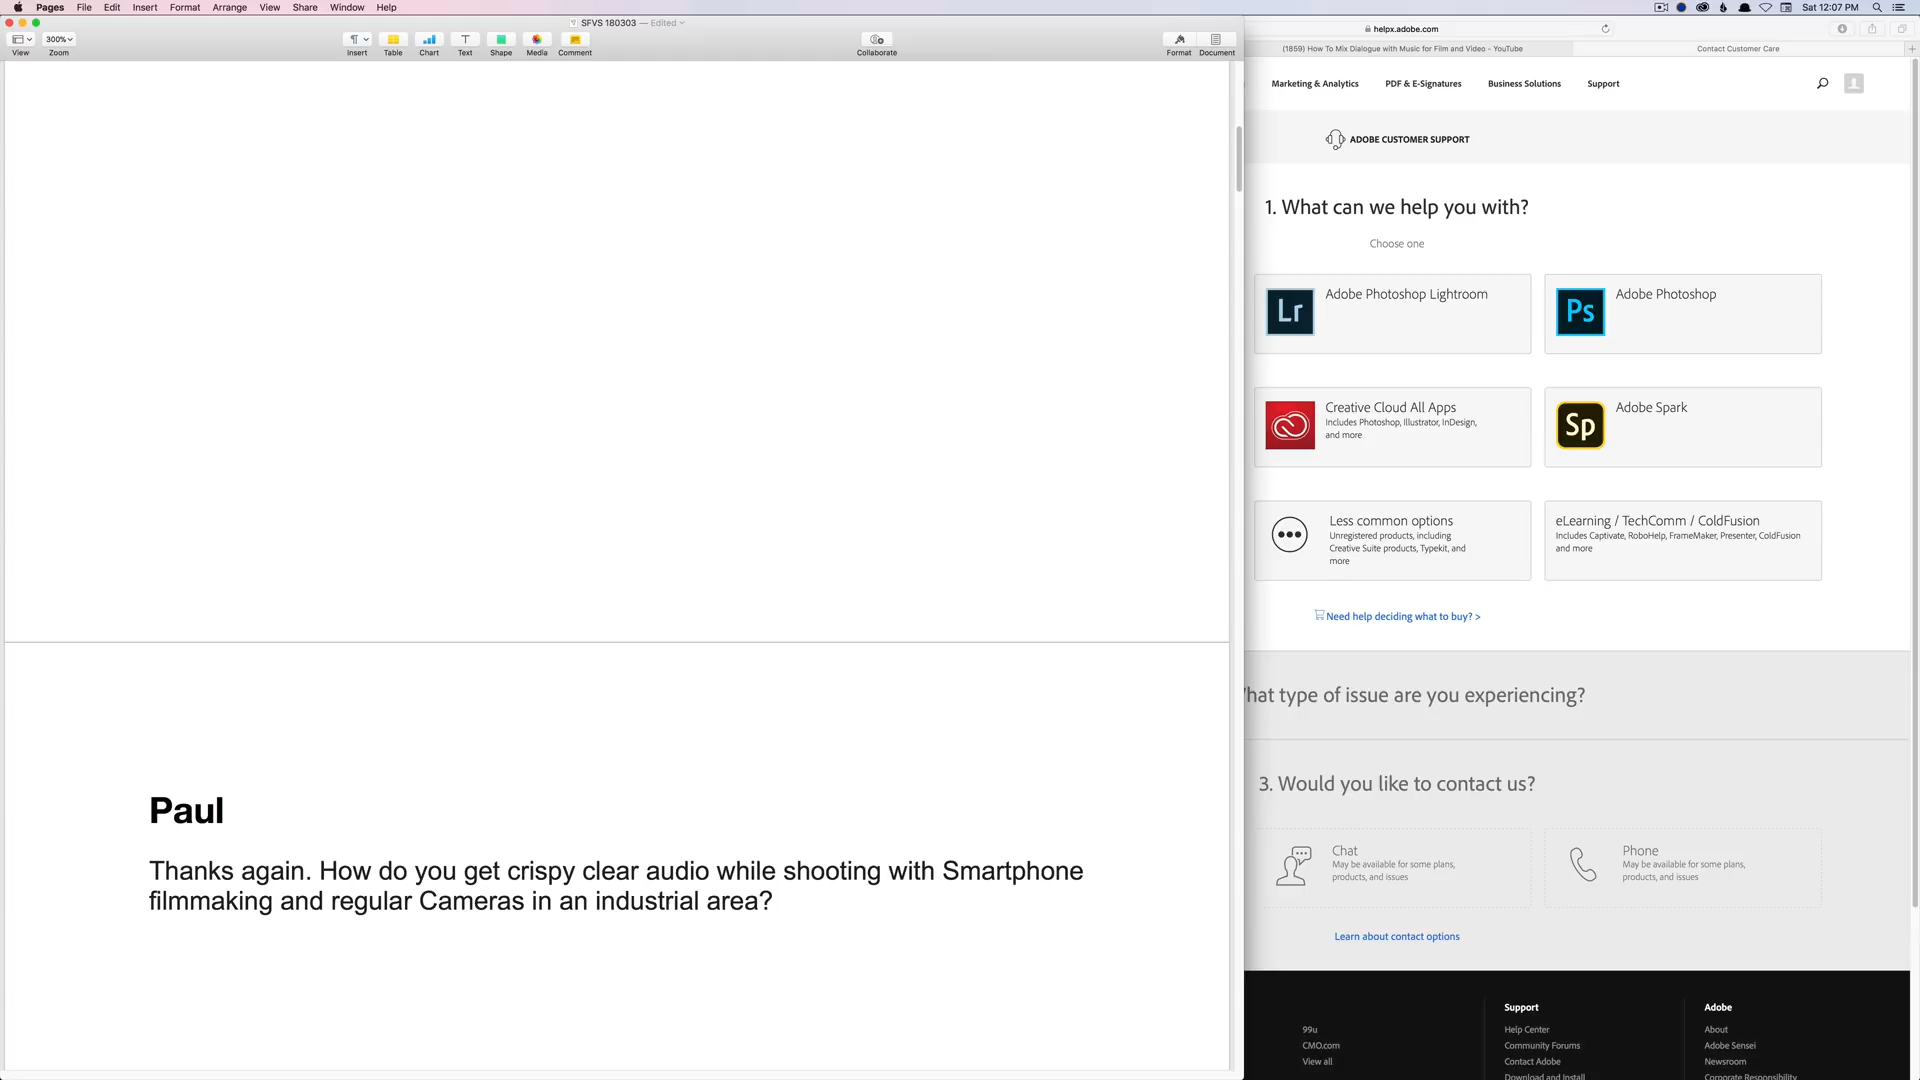 Pages File Edit Insert Format Arrange View Share Window Help
Sat 12:07 PM
SFVS 180303 — Edited
300%
View Zoom Insert Table Chart Text Shape Media Comment Collaborate Format Document
Paul
Thanks again. How do you get crispy clear audio while shooting with Smartphone
filmmaking and regular Cameras in an industrial area?
helpx.adobe.com
(1859) How To Mix Dialogue with Music for Film and Video - YouTube
Contact Customer Care
Marketing & Analytics PDF & E-Signatures Business Solutions Support
ADOBE CUSTOMER SUPPORT
1. What can we help you with?
Choose one
Lr
Adobe Photoshop Lightroom
Ps
Adobe Photoshop
Creative Cloud All Apps
Includes Photoshop, Illustrator, InDesign,
and more
Sp
Adobe Spark
Less common options
Unregistered products, including
Creative Suite products, Typekit, and
more
eLearning / TechComm / ColdFusion
Includes Captivate, RoboHelp, FrameMaker, Presenter, ColdFusion
and more
Need help deciding what to buy? >
hat type of issue are you experiencing?
3. Would you like to contact us?
Chat
May be available for some plans,
products, and issues
Phone
May be available for some plans,
products, and issues
Learn about contact options
99u
CMO.com
View all
Support
Help Center
Community Forums
Contact Adobe
Download and Install
Adobe
About
Adobe Sensei
Newsroom
Corporate Responsibility